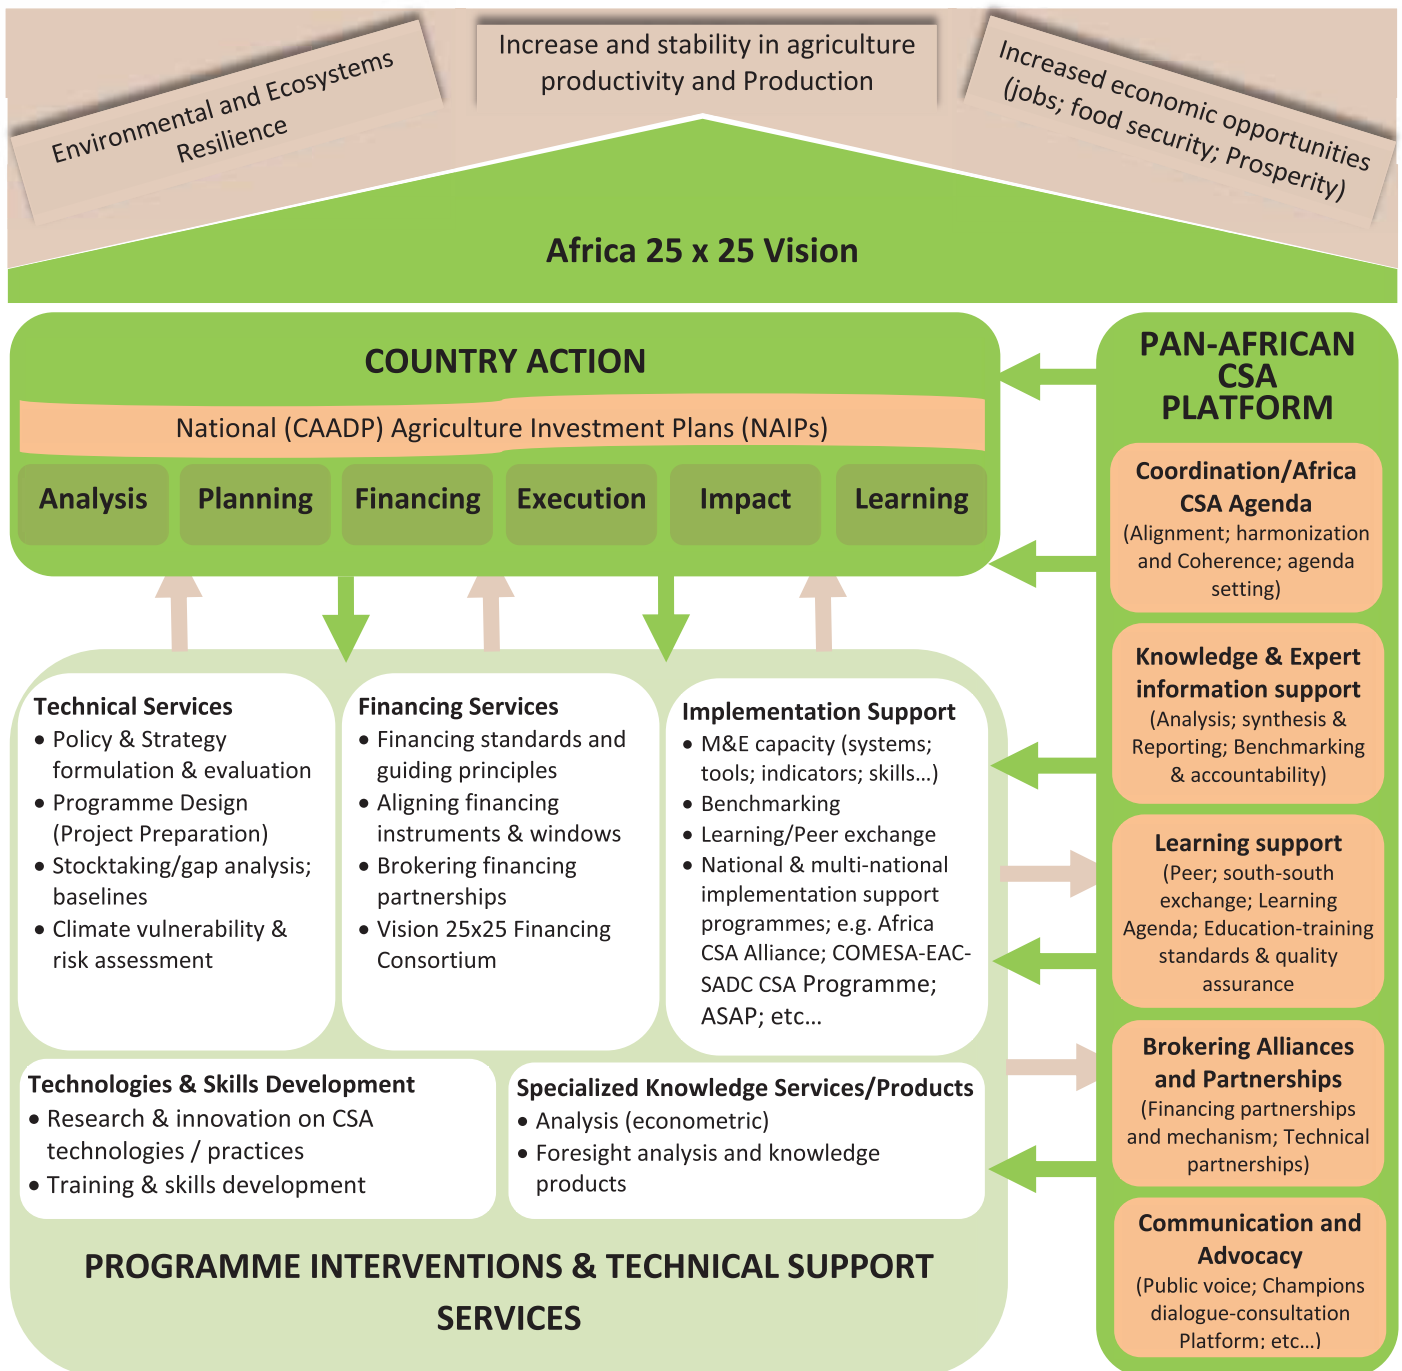 Environmental and Ecosystems
Resilience
Increase and stability in agriculture
productivity and Production
Increased economic opportunities
(jobs; food security; Prosperity)
Africa 25 x 25 Vision
COUNTRY ACTION
National (CAADP) Agriculture Investment Plans (NAIPs)
Analysis
Planning
Financing
Execution
Impact
Learning
Technical Services
• Policy & Strategy
formulation & evaluation
• Programme Design
(Project Preparation)
• Stocktaking/gap analysis;
baselines
• Climate vulnerability &
risk assessment
Financing Services
• Financing standards and
guiding principles
• Aligning financing
instruments & windows
• Brokering financing
partnerships
• Vision 25x25 Financing
Consortium
Implementation Support
• M&E capacity (systems;
tools; indicators; skills…)
• Benchmarking
• Learning/Peer exchange
• National & multi-national
implementation support
programmes; e.g. Africa
CSA Alliance; COMESA-EAC-
SADC CSA Programme;
ASAP; etc…
Technologies & Skills Development
• Research & innovation on CSA
technologies / practices
• Training & skills development
Specialized Knowledge Services/Products
• Analysis (econometric)
• Foresight analysis and knowledge
products
PROGRAMME INTERVENTIONS & TECHNICAL SUPPORT
SERVICES
PAN-AFRICAN
CSA
PLATFORM
Coordination/Africa
CSA Agenda
(Alignment; harmonization
and Coherence; agenda
setting)
Knowledge & Expert
information support
(Analysis; synthesis &
Reporting; Benchmarking
& accountability)
Learning support
(Peer; south-south
exchange; Learning
Agenda; Education-training
standards & quality
assurance
Brokering Alliances
and Partnerships
(Financing partnerships
and mechanism; Technical
partnerships)
Communication and
Advocacy
(Public voice; Champions
dialogue-consultation
Platform; etc…)